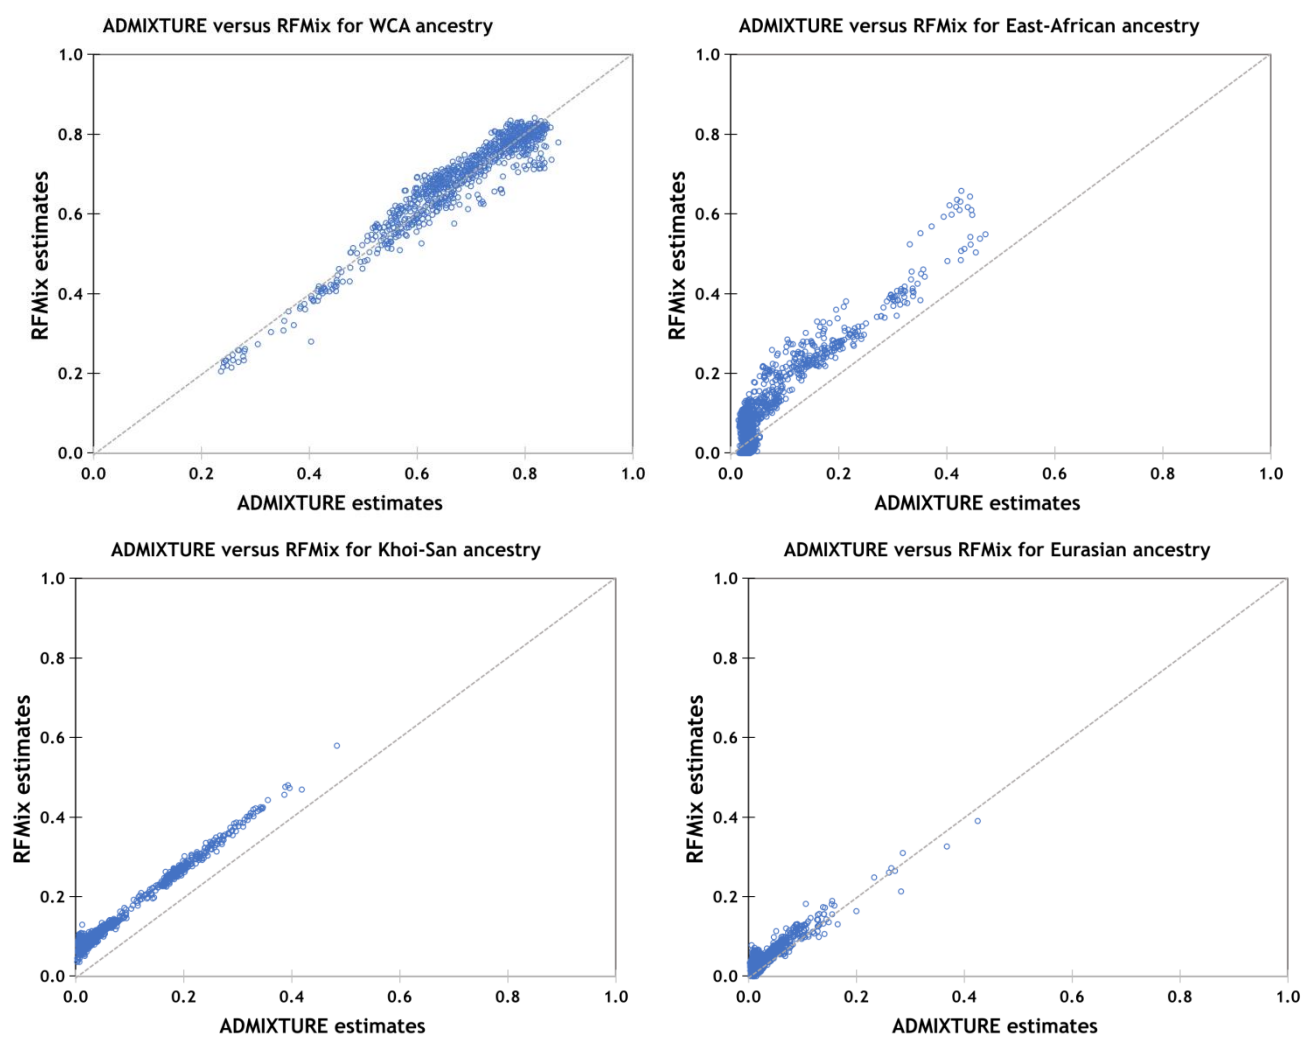 ADMIXTURE versus RFMix for WCA ancestry
1.0
0.8
0.6
0.4
0.2
0.0
RFMix estimates
0.0 0.2 0.4 0.6 0.8 1.0
ADMIXTURE estimates
ADMIXTURE versus RFMix for East-African ancestry
1.0
0.8
0.6
0.4
0.2
0.0
RFMix estimates
0.0 0.2 0.4 0.6 0.8 1.0
ADMIXTURE estimates
ADMIXTURE versus RFMix for Khoi-San ancestry
1.0
0.8
0.6
0.4
0.2
0.0
RFMix estimates
0.0 0.2 0.4 0.6 0.8 1.0
ADMIXTURE estimates
ADMIXTURE versus RFMix for Eurasian ancestry
1.0
0.8
0.6
0.4
0.2
0.0
RFMix estimates
0.0 0.2 0.4 0.6 0.8 1.0
ADMIXTURE estimates